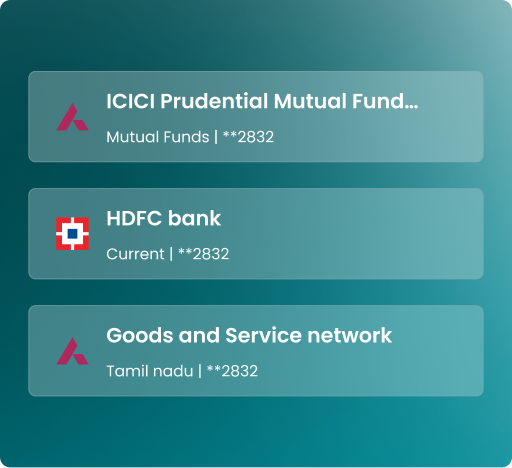 ICICI Prudential Mutual Fund...
Mutual Funds | **2832
HDFC bank
Current | **2832
Goods and Service network
Tamil nadu | **2832